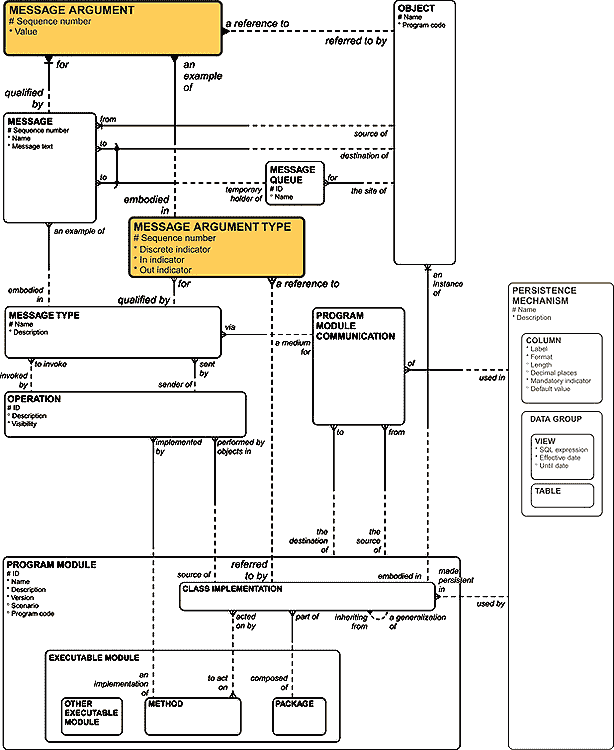 MESSAGE ARGUMENT
# Sequence number
* Value
a reference to
referred to by
OBJECT
# Name
* Program code
for
an
example
of
qualified
by
MESSAGE
# Sequence number
* Name
* Message text
from
source of
to
destination of
to
temporary
holder of
MESSAGE
QUEUE
# ID
* Name
for
the site of
embodied
in
MESSAGE ARGUMENT TYPE
# Sequence number
* Discrete indicator
* In indicator
* Out indicator
an example of
embodied
in
for
qualified by
a reference to
an
instance
of
MESSAGE TYPE
# Name
* Description
via
a medium
for
PROGRAM
MODULE
COMMUNICATION
of
used in
PERSISTENCE
MECHANISM
# Name
* Description
COLUMN
* Label
* Format
Length
Decimal places
* Mandatory indicator
Default value
DATA GROUP
VIEW
* SQL expression
* Effective date
Until date
TABLE
to invoke
invoked
by
sent
by
sender of
OPERATION
# ID
Description
* Visibility
implemented
by
performed by
objects in
to
from
the
destination
of
the
source
of
PROGRAM MODULE
# ID
* Name
* Description
* Version
Scenario
Program code
source of
referred
to by
embodied in
made
persistent
in
used by
CLASS IMPLEMENTATION
acted
on by
part of
inheriting
from
a generalization
of
EXECUTABLE MODULE
an
implementation
of
to act
on
composed
of
OTHER
EXECUTABLE
MODULE
METHOD
PACKAGE